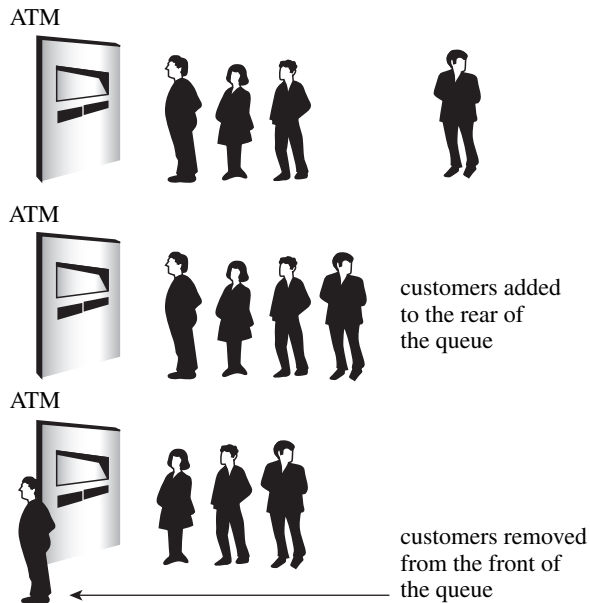 ATM
ATM
customers added
to the rear of
the queue
ATM
customers removed
from the front of
the queue